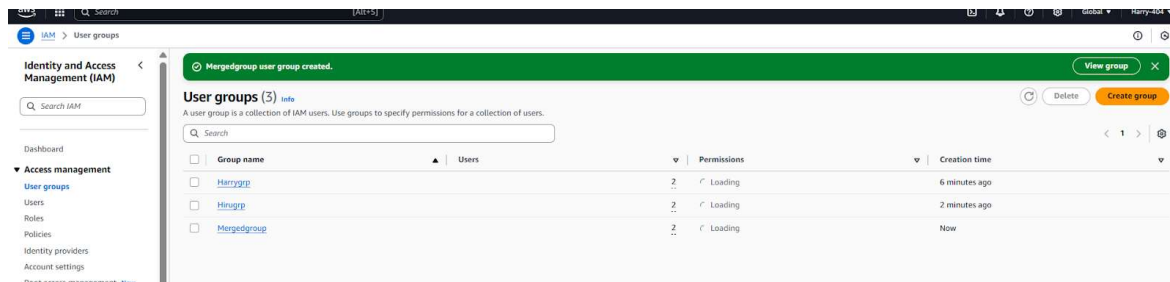 aws Search [Alt+S] Global Harry-404
IAM > User groups
Identity and Access Management (IAM)
Search IAM
Dashboard
Access management
User groups
Users
Roles
Policies
Identity providers
Account settings
Mergedgroup user group created. View group
User groups (3) Info
Delete Create group
A user group is a collection of IAM users. Use groups to specify permissions for a collection of users.
Search
1
Group name Users Permissions Creation time
Harrygrp 2 Loading 6 minutes ago
Hirugrp 2 Loading 2 minutes ago
Mergedgroup 2 Loading Now